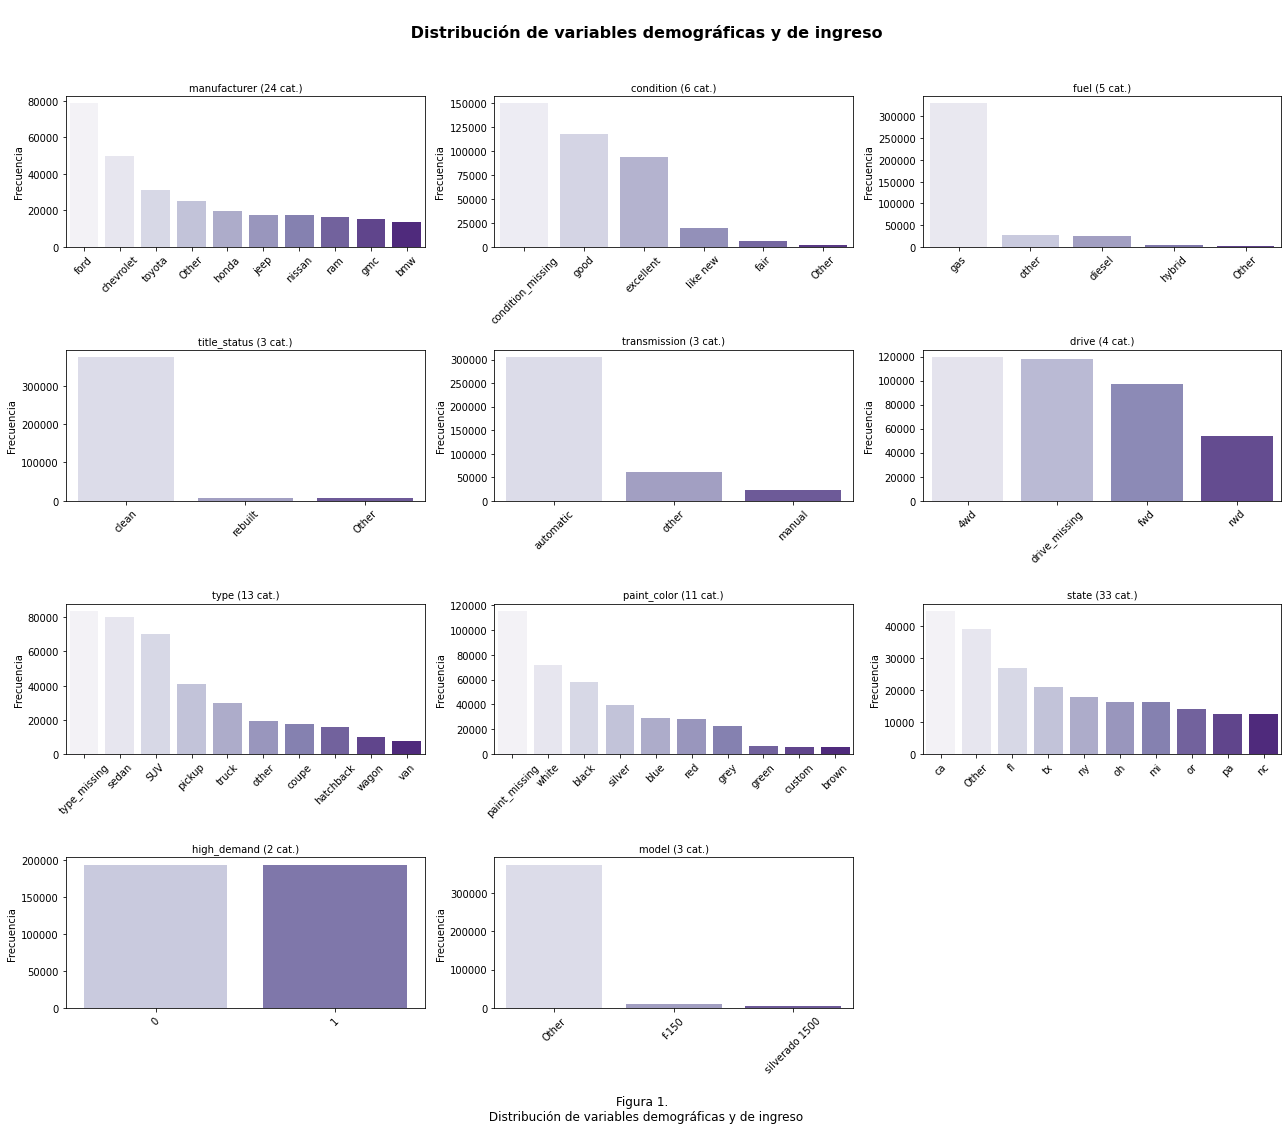 Distribución de variables demográficas y de ingreso
manufacturer (24 cat.)
Frecuencia
80000
60000
40000
20000
0
ford
chevrolet
toyota
Other
honda
jeep
nissan
ram
gmc
bmw
condition (6 cat.)
Frecuencia
150000
125000
100000
75000
50000
25000
0
condition_missing
good
excellent
like new
fair
Other
fuel (5 cat.)
Frecuencia
300000
250000
200000
150000
100000
50000
0
gas
other
diesel
hybrid
Other
title_status (3 cat.)
Frecuencia
300000
200000
100000
0
clean
rebuilt
Other
transmission (3 cat.)
Frecuencia
300000
250000
200000
150000
100000
50000
0
automatic
other
manual
drive (4 cat.)
Frecuencia
120000
100000
80000
60000
40000
20000
0
4wd
drive_missing
fwd
rwd
type (13 cat.)
Frecuencia
80000
60000
40000
20000
0
type_missing
sedan
SUV
pickup
truck
other
coupe
hatchback
wagon
van
paint_color (11 cat.)
Frecuencia
120000
100000
80000
60000
40000
20000
0
paint_missing
white
black
silver
blue
red
grey
green
custom
brown
state (33 cat.)
Frecuencia
40000
30000
20000
10000
0
ca
Other
fl
tx
ny
oh
mi
or
pa
nc
high_demand (2 cat.)
Frecuencia
200000
150000
100000
50000
0
0
1
model (3 cat.)
Frecuencia
300000
200000
100000
0
Other
f-150
silverado 1500
Figura 1.
Distribución de variables demográficas y de ingreso